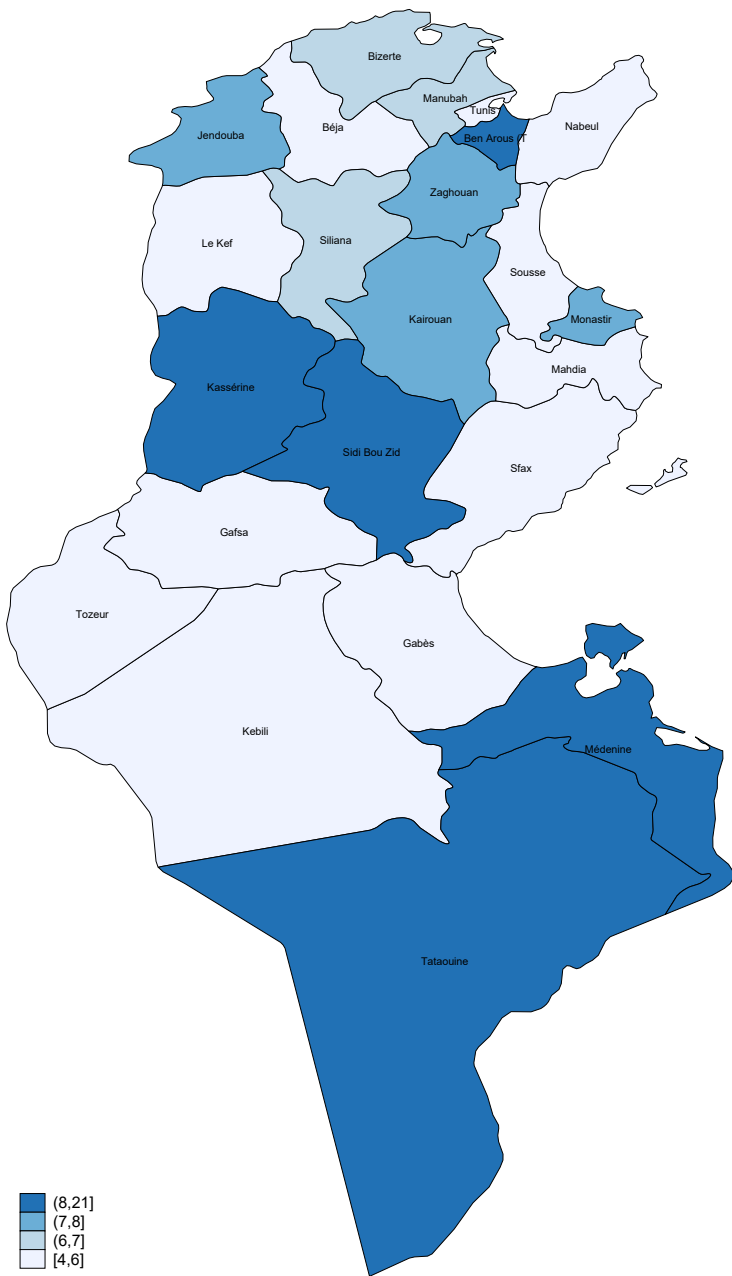 Bizerte
Manubah
Tunis
Nabeul
Béja
Jendouba
Ben Arous (T
Zaghouan
Siliana
Le Kef
Sousse
Kairouan
Monastir
Mahdia
Kassérine
Sidi Bou Zid
Sfax
Gafsa
Tozeur
Gabès
Kebili
Médenine
Tataouine
(8,21]
(7,8]
(6,7]
[4,6]